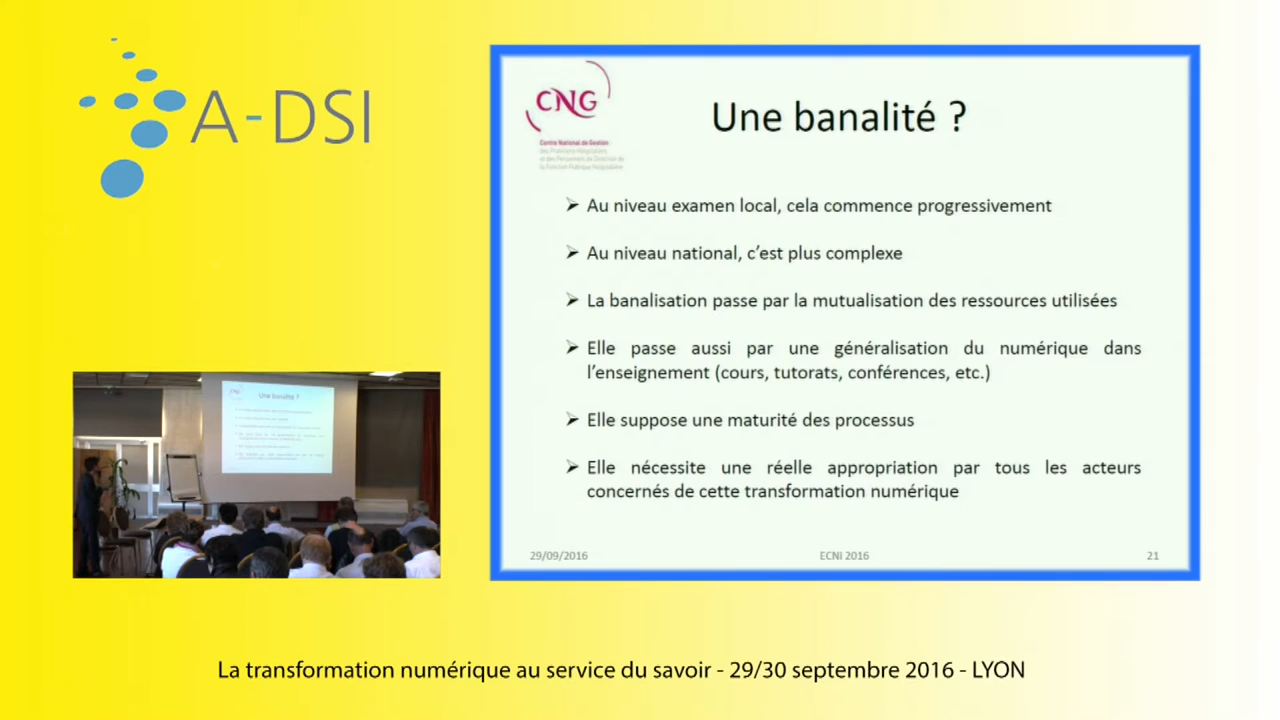 A-DSI
CNG
Centre National de Gestion
des Praticiens Hospitaliers
et des Personnels de Direction de
la Fonction Publique Hospitalière
Une banalité ?
➢ Au niveau examen local, cela commence progressivement
➢ Au niveau national, c’est plus complexe
➢ La banalisation passe par la mutualisation des ressources utilisées
➢ Elle passe aussi par une généralisation du numérique dans
l’enseignement (cours, tutorats, conférences, etc.)
➢ Elle suppose une maturité des processus
➢ Elle nécessite une réelle appropriation par tous les acteurs
concernés de cette transformation numérique
29/09/2016
ECNi 2016
21
Une banalité ?
La transformation numérique au service du savoir - 29/30 septembre 2016 - LYON